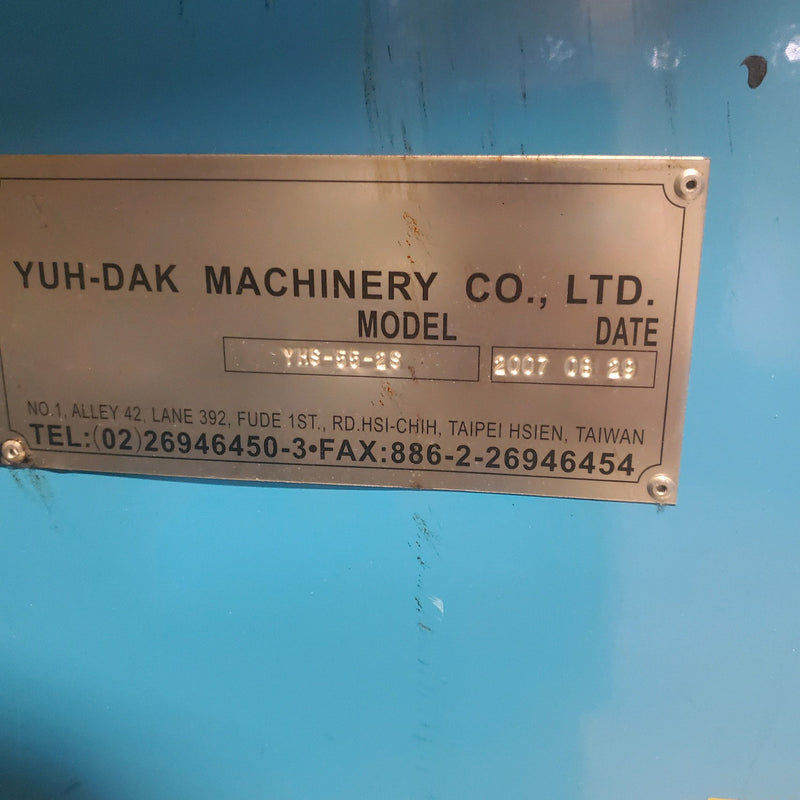 YUH-DAK MACHINERY CO., LTD.
MODEL DATE
YHS-55-2S 2007 08 29
NO.1, ALLEY 42, LANE 392, FUDE 1ST., RD.HSI-CHIH, TAIPEI HSIEN, TAIWAN
TEL:(02)26946450-3•FAX:886-2-26946454